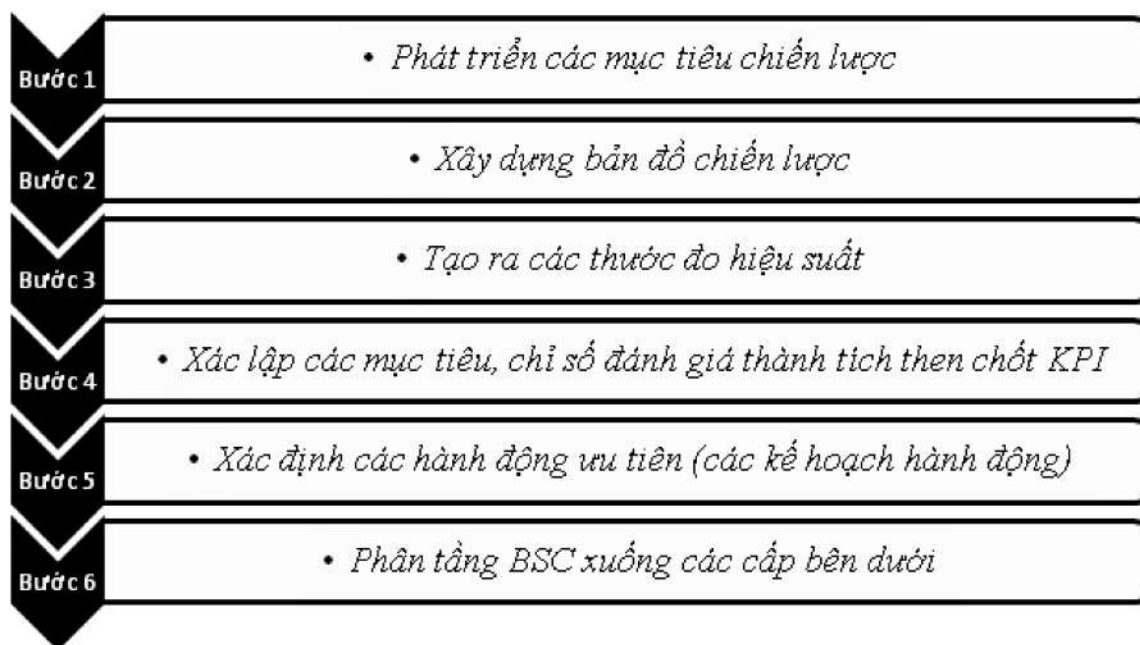 Bước 1
• Phát triển các mục tiêu chiến lược
Bước 2
• Xây dựng bản đồ chiến lược
Bước 3
• Tạo ra các thước đo hiệu suất
Bước 4
• Xác lập các mục tiêu, chỉ số đánh giá thành tích then chốt KPI
Bước 5
• Xác định các hành động ưu tiên (các kế hoạch hành động)
Bước 6
• Phân tầng BSC xuống các cấp bên dưới